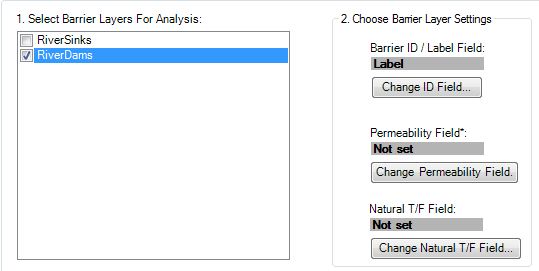 1. Select Barrier Layers For Analysis:
RiverSinks
RiverDams
2. Choose Barrier Layer Settings
Barrier ID / Label Field:
Label
Change ID Field...
Permeability Field*:
Not set
Change Permeability Field.
Natural T/F Field:
Not set
Change Natural T/F Field...